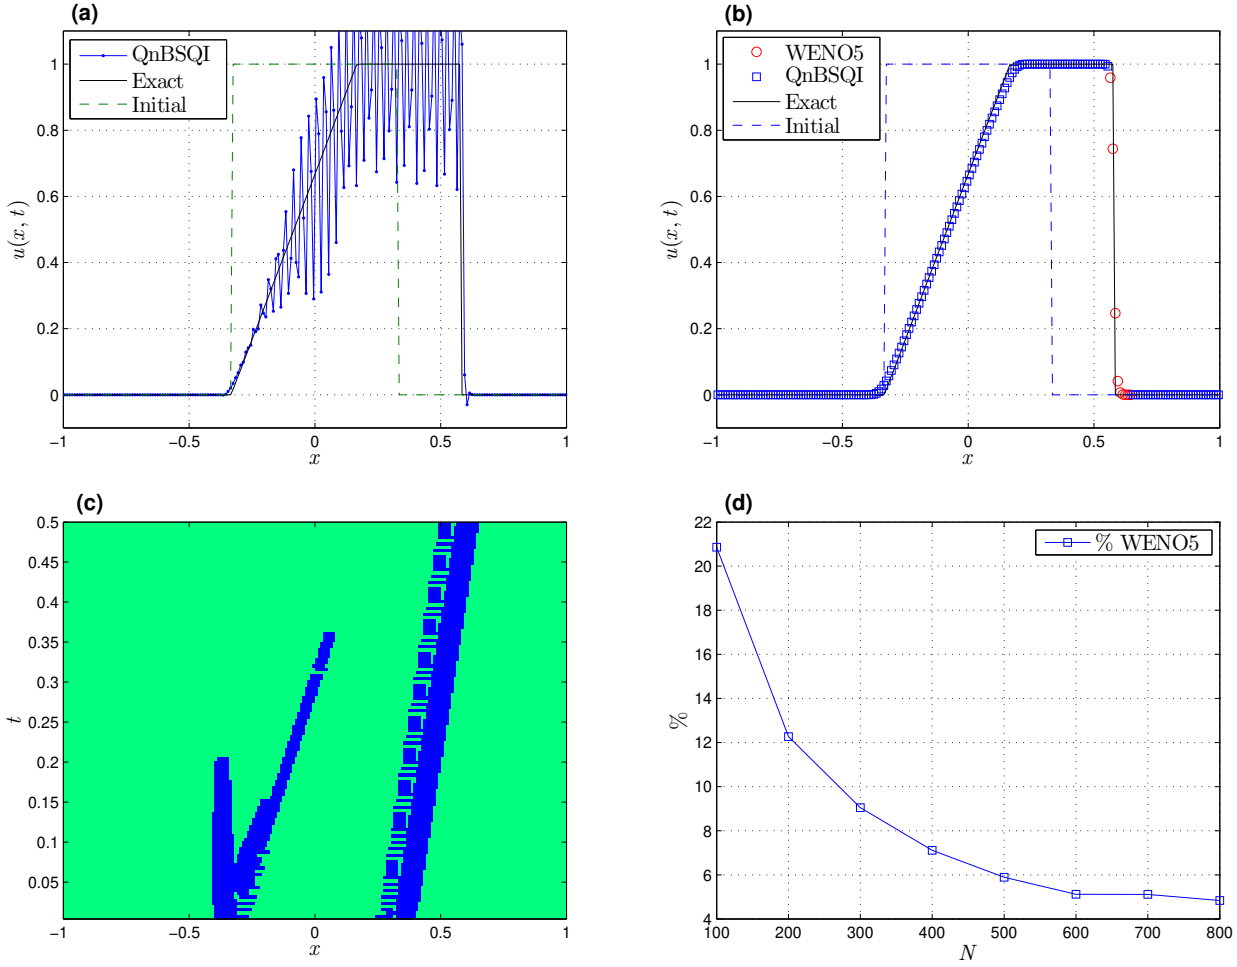 (a)
QnBSQI
Exact
Initial
1
0.8
0.6
0.4
0.2
0
u(x, t)
−1
−0.5
0
0.5
1
x
(b)
WENO5
QnBSQI
Exact
Initial
1
0.8
0.6
0.4
0.2
0
u(x, t)
−1
−0.5
0
0.5
1
x
(c)
0.5
0.45
0.4
0.35
0.3
0.25
0.2
0.15
0.1
0.05
t
−1
−0.5
0
0.5
1
x
(d)
% WENO5
22
20
18
16
14
12
10
8
6
4
%
100
200
300
400
500
600
700
800
N